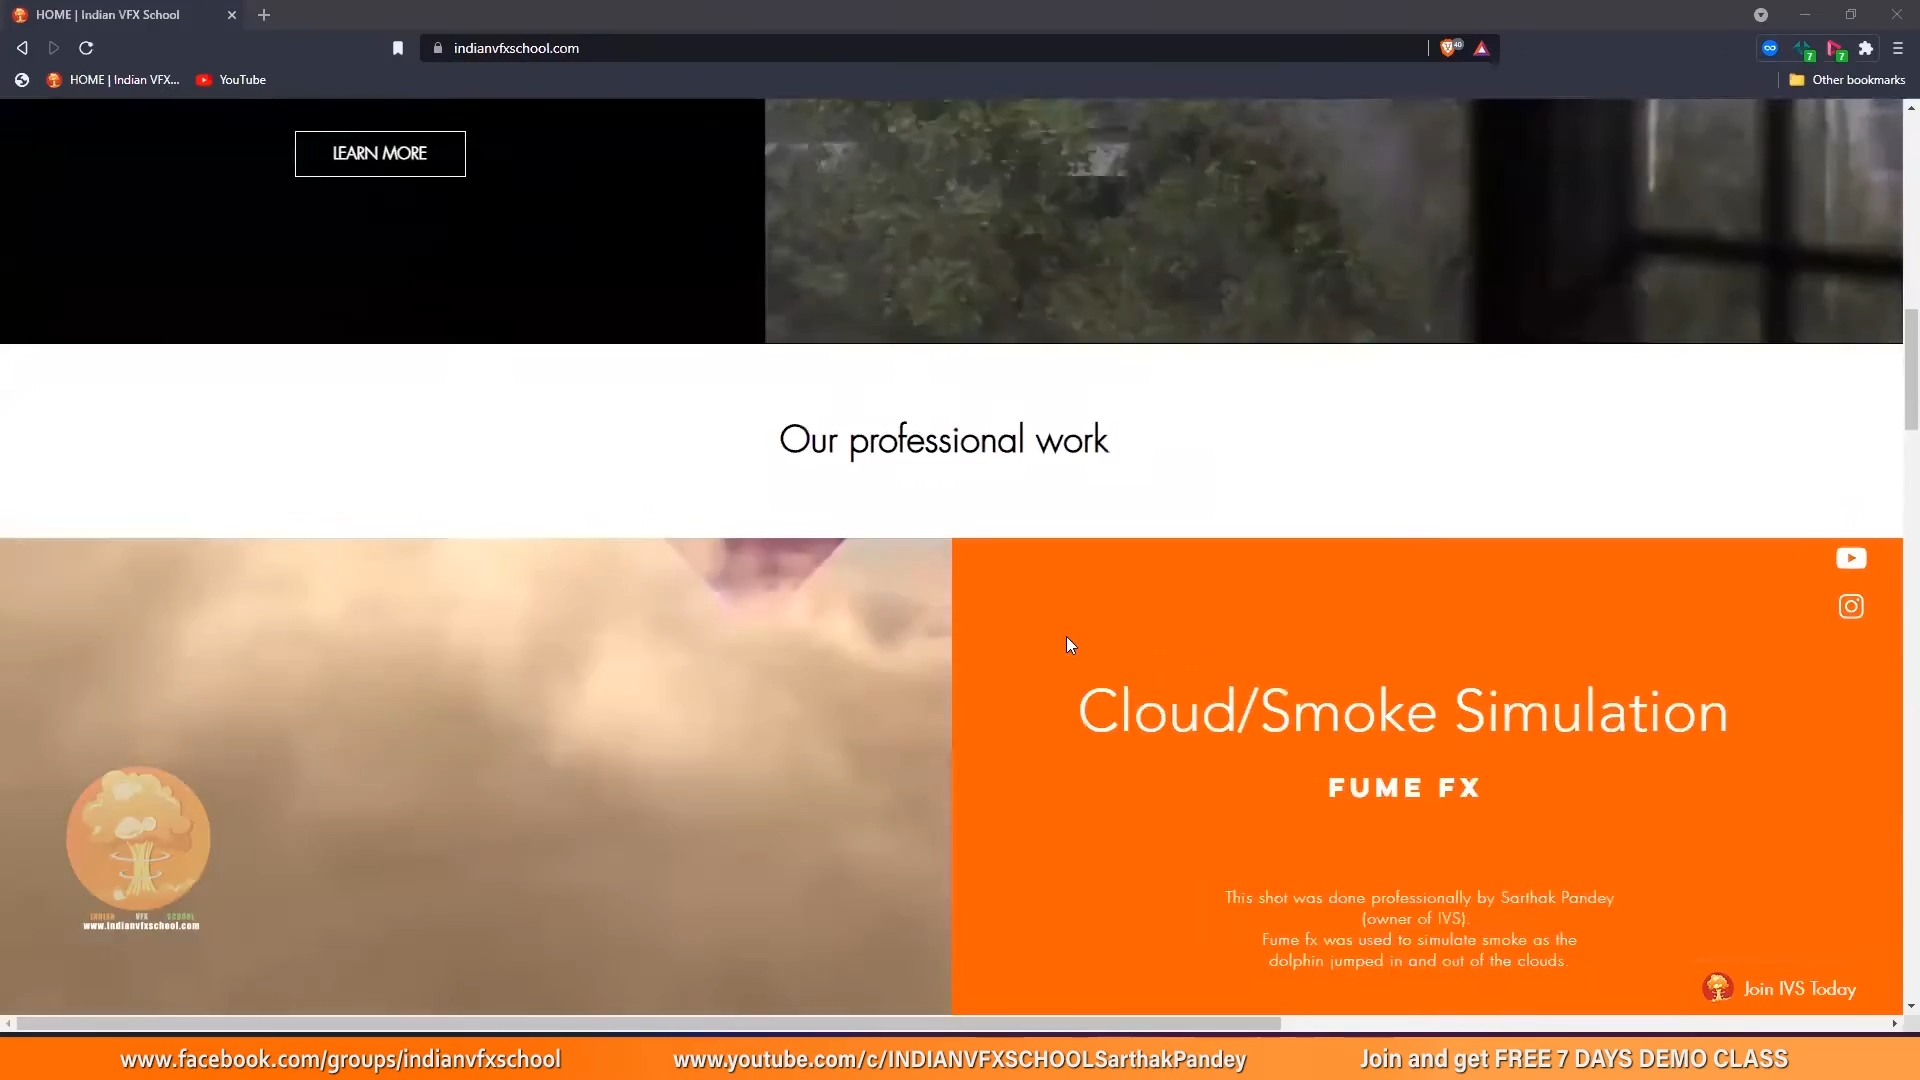 HOME | Indian VFX School
indianvfxschool.com
40
7
7
HOME | Indian VFX...
YouTube
Other bookmarks
LEARN MORE
Our professional work
Cloud/Smoke Simulation
FUME FX
This shot was done professionally by Sarthak Pandey
(owner of IVS).
Fume fx was used to simulate smoke as the
dolphin jumped in and out of the clouds.
INDIAN VFX SCHOOL
www.indianvfxschool.com
Join IVS Today
www.facebook.com/groups/indianvfxschool
www.youtube.com/c/INDIANVFXSCHOOLSarthakPandey
Join and get FREE 7 DAYS DEMO CLASS